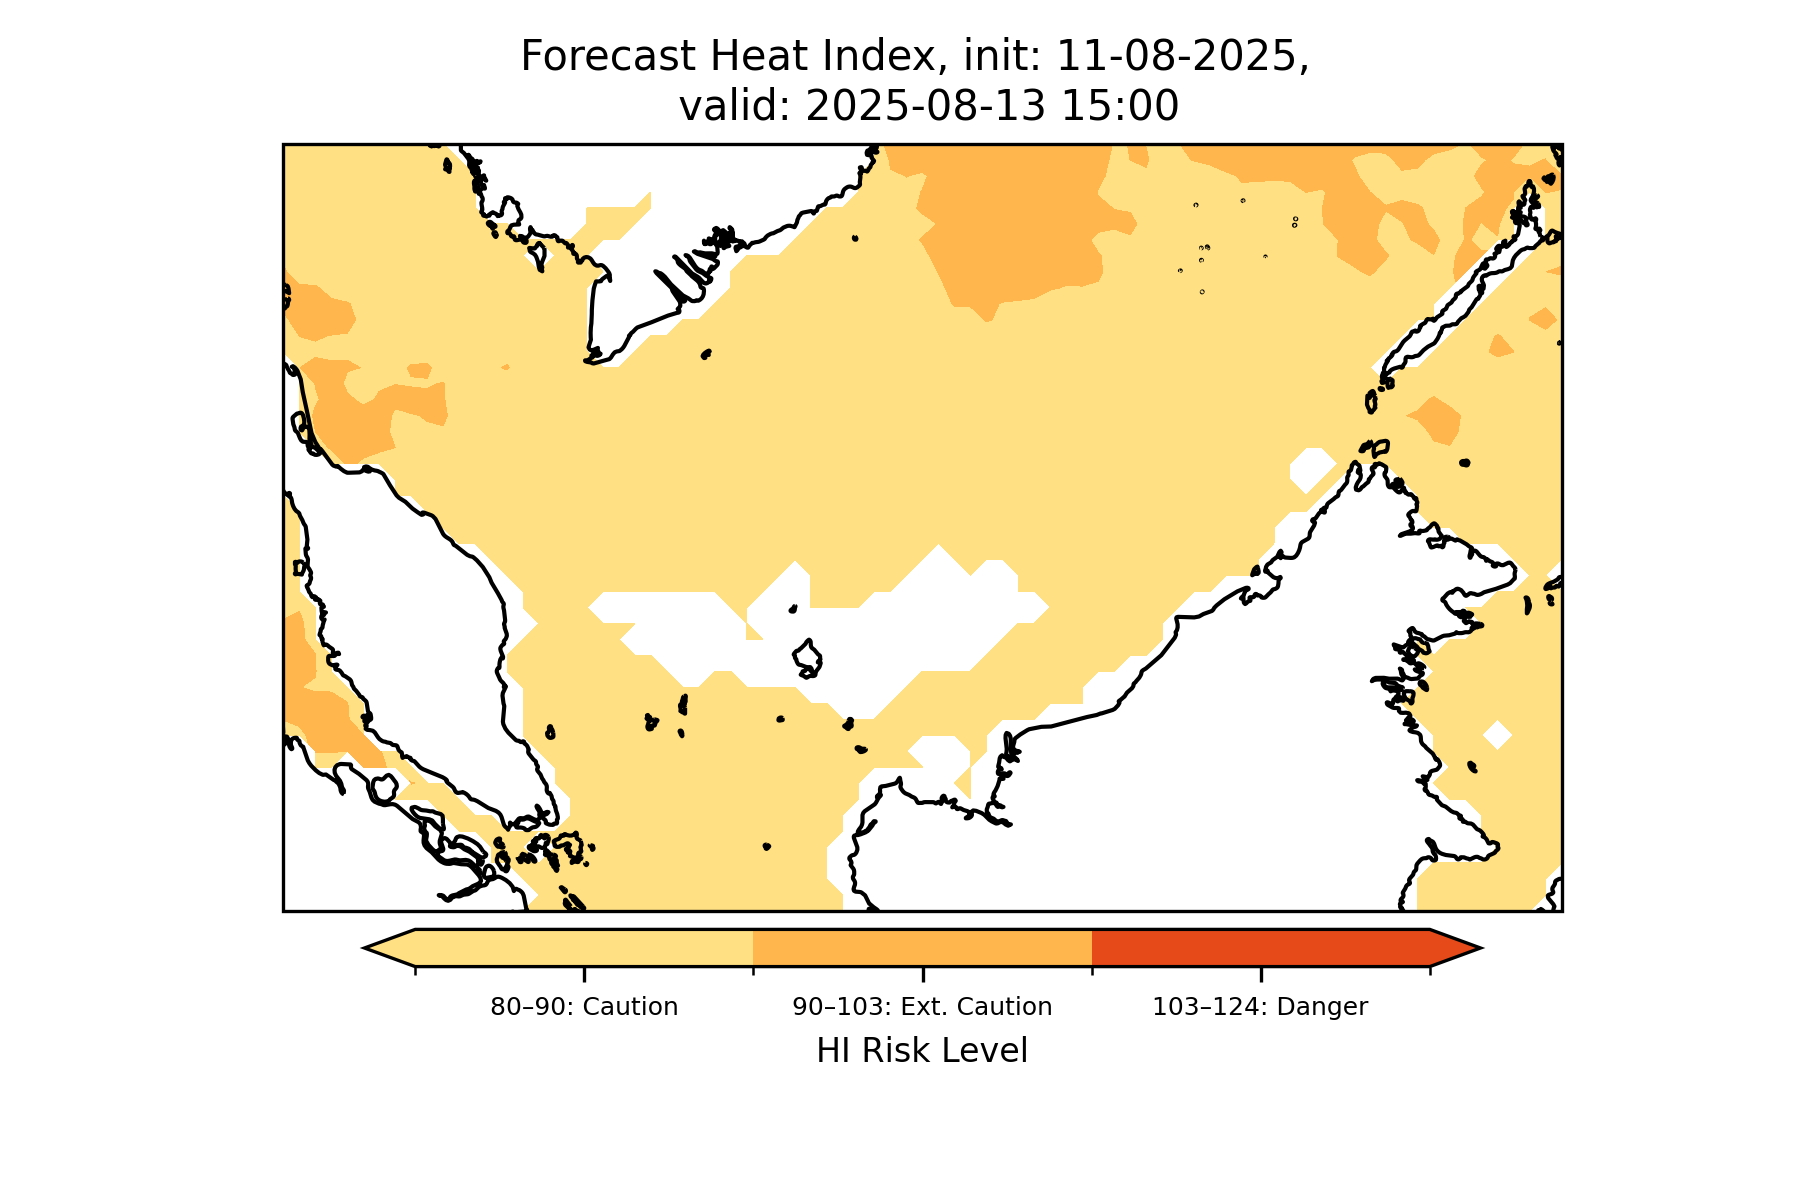 Forecast Heat Index, init: 11-08-2025,
valid: 2025-08-13 15:00
80–90: Caution
90–103: Ext. Caution
103–124: Danger
HI Risk Level